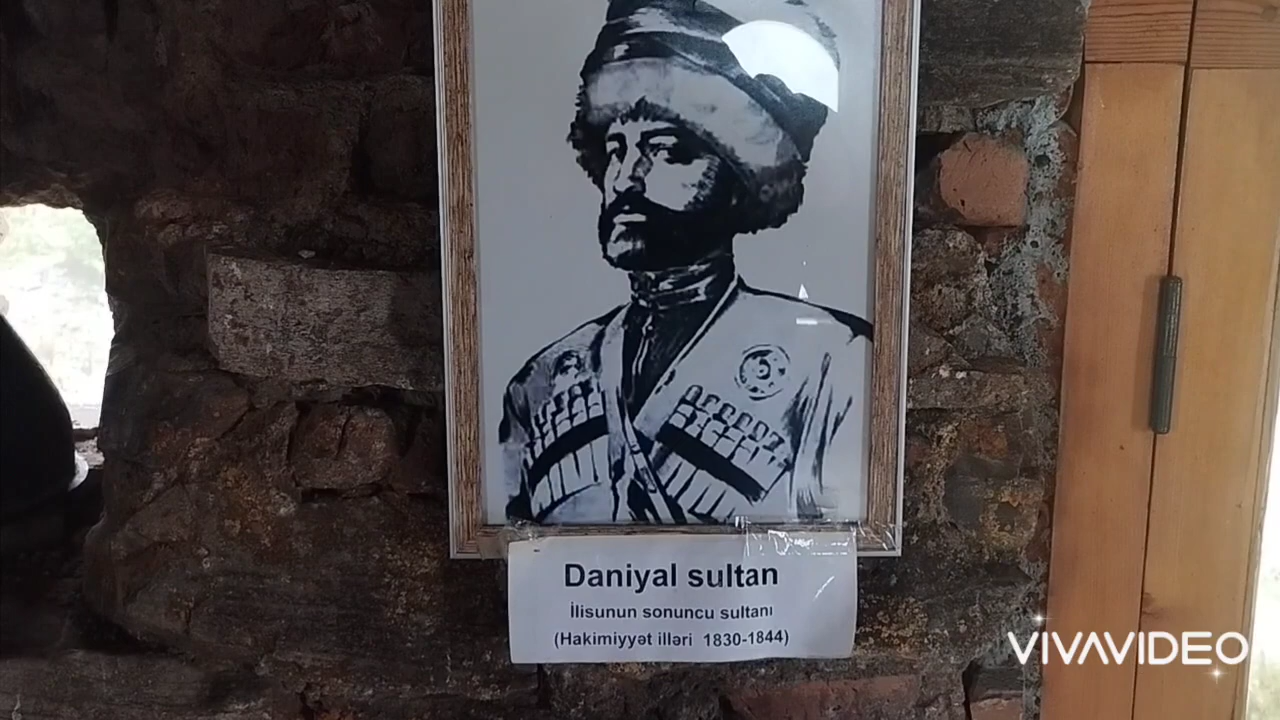 Daniyal sultan
İlisunun sonuncu sultanı
(Hakimiyyət illəri 1830-1844)
VIVAVIDEO